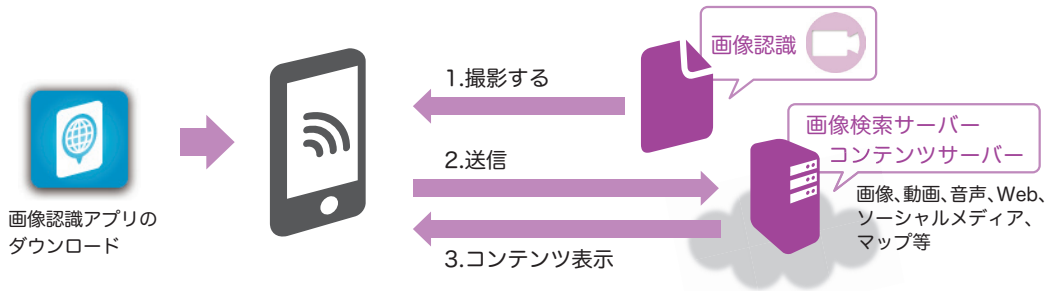 画像認識アプリの
ダウンロード
1.撮影する
画像認識
2.送信
画像検索サーバー
コンテンツサーバー
画像、動画、音声、Web、
ソーシャルメディア、
マップ等
3.コンテンツ表示